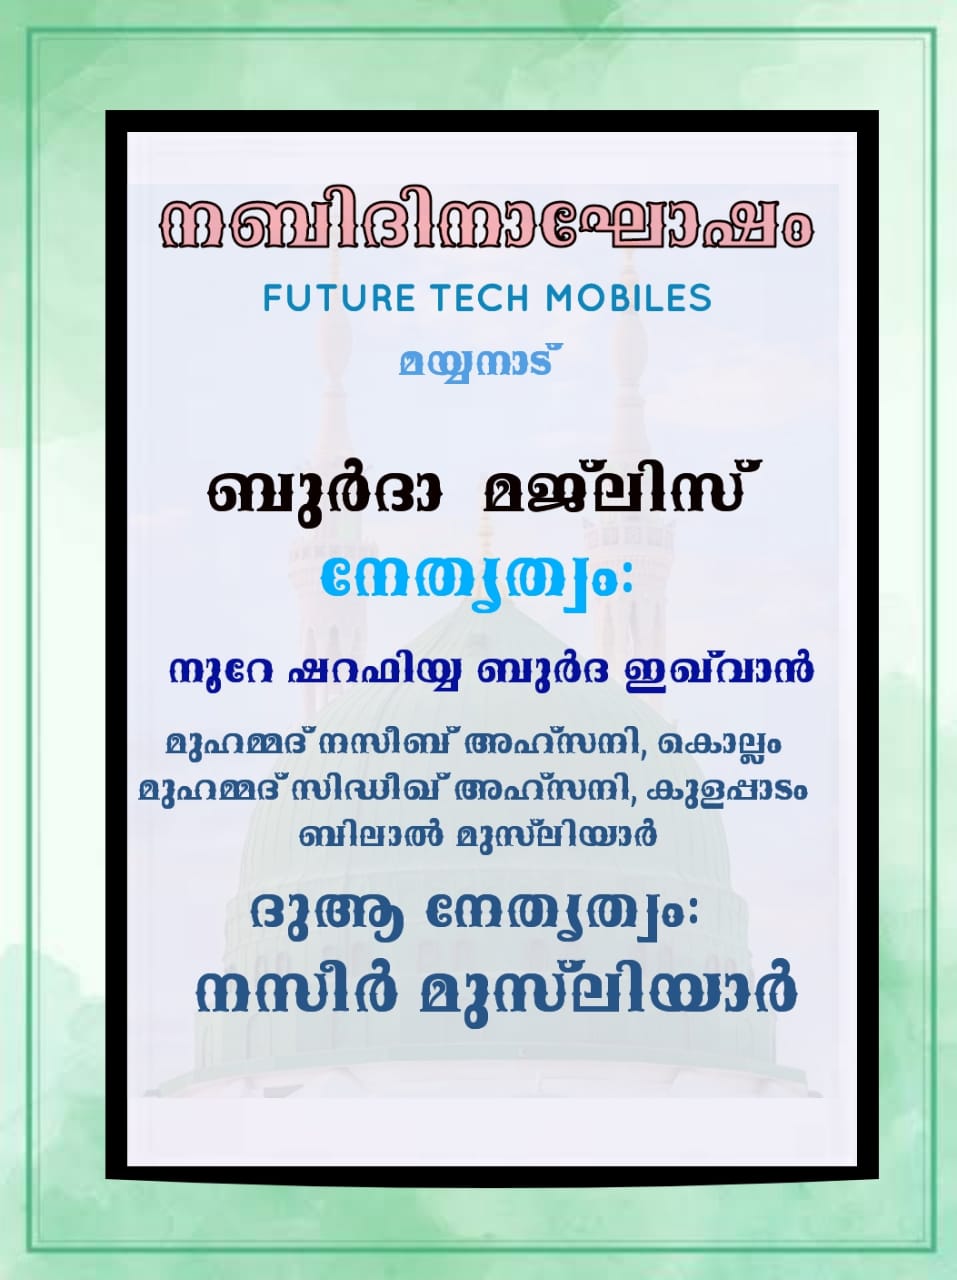 നബിദിനാഘോഷം
FUTURE TECH MOBILES
മയ്യനാട്
ബുർദാ മജ്‌ലിസ്
നേതൃത്വം:
നൂറേ ഷറഫിയ്യ ബുർദ ഇഖ്‌വാൻ
മുഹമ്മദ് നസീബ് അഹ്സനി, കൊല്ലം
മുഹമ്മദ് സിദ്ധീഖ് അഹ്സനി, കുളപ്പാടം
ബിലാൽ മുസ്‌ലിയാർ
ദുആ നേതൃത്വം:
നസീർ മുസ്‌ലിയാർ